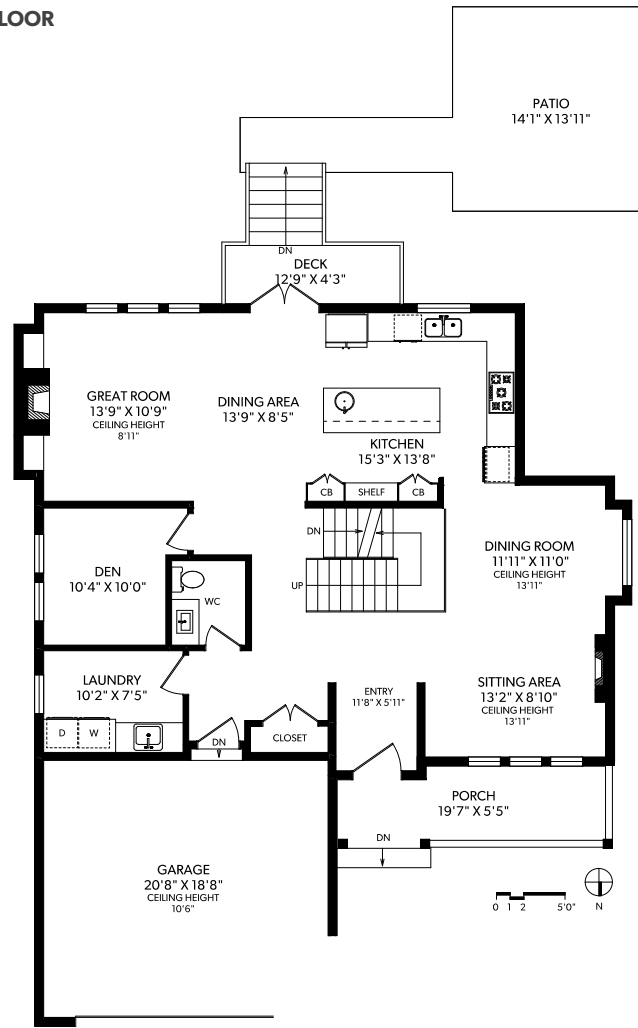 LOOR
PATIO
14'1" X 13'11"
DN
DECK
12'9" X 4'3"
GREAT ROOM
13'9" X 10'9"
CEILING HEIGHT
8'11"
DINING AREA
13'9" X 8'5"
KITCHEN
15'3" X 13'8"
CB
SHELF
CB
DN
UP
DEN
10'4" X 10'0"
WC
DINING ROOM
11'11" X 11'0"
CEILING HEIGHT
13'11"
LAUNDRY
10'2" X 7'5"
D
W
DN
CLOSET
ENTRY
11'8" X 5'11"
SITTING AREA
13'2" X 8'10"
CEILING HEIGHT
13'11"
PORCH
19'7" X 5'5"
DN
GARAGE
20'8" X 18'8"
CEILING HEIGHT
10'6"
0 1 2 5'0"
N